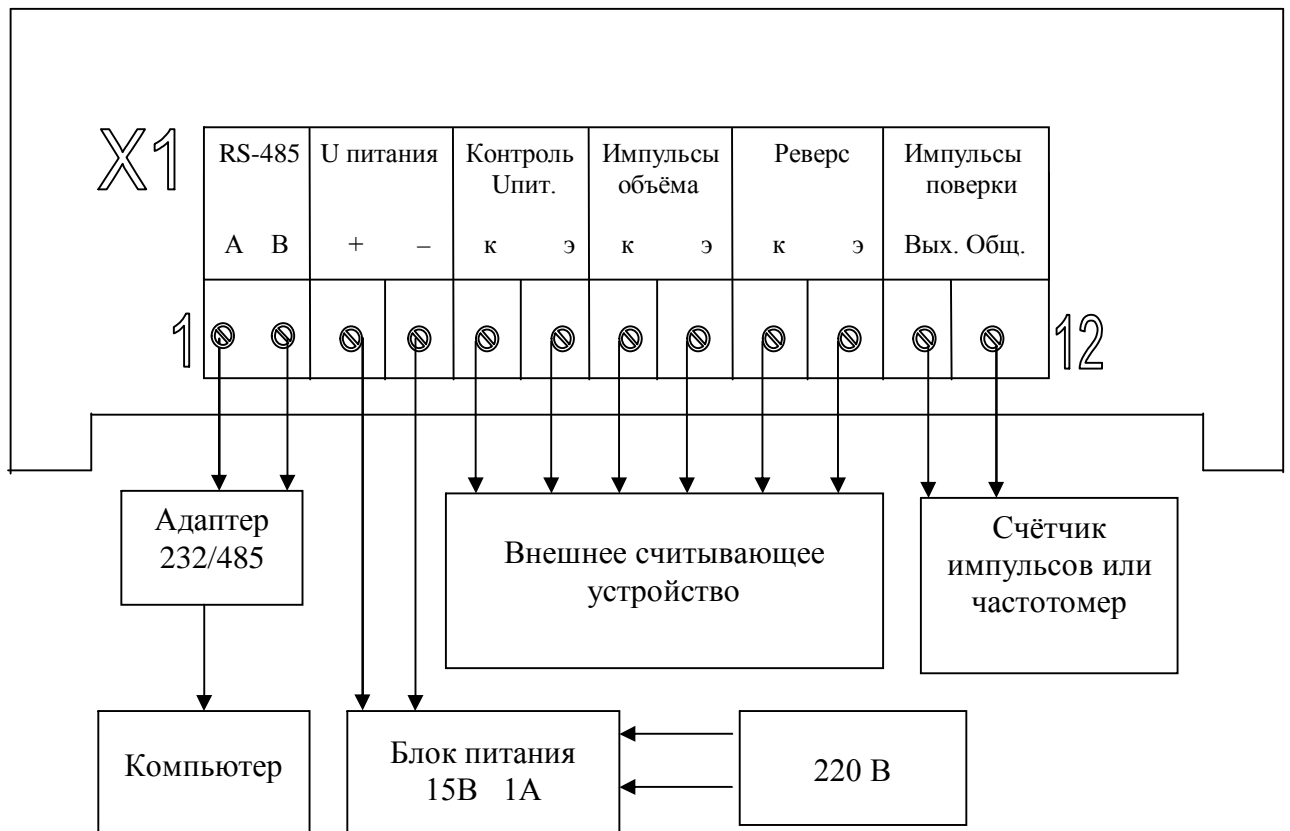 X1
RS-485 U питания Контроль Импульсы Реверс Импульсы
Uпит. объёма поверки
A B + – к э к э к э Вых. Общ.
1 12
Адаптер
232/485
Внешнее считывающее
устройство
Счётчик
импульсов или
частотомер
Компьютер
Блок питания
15В 1А
220 В